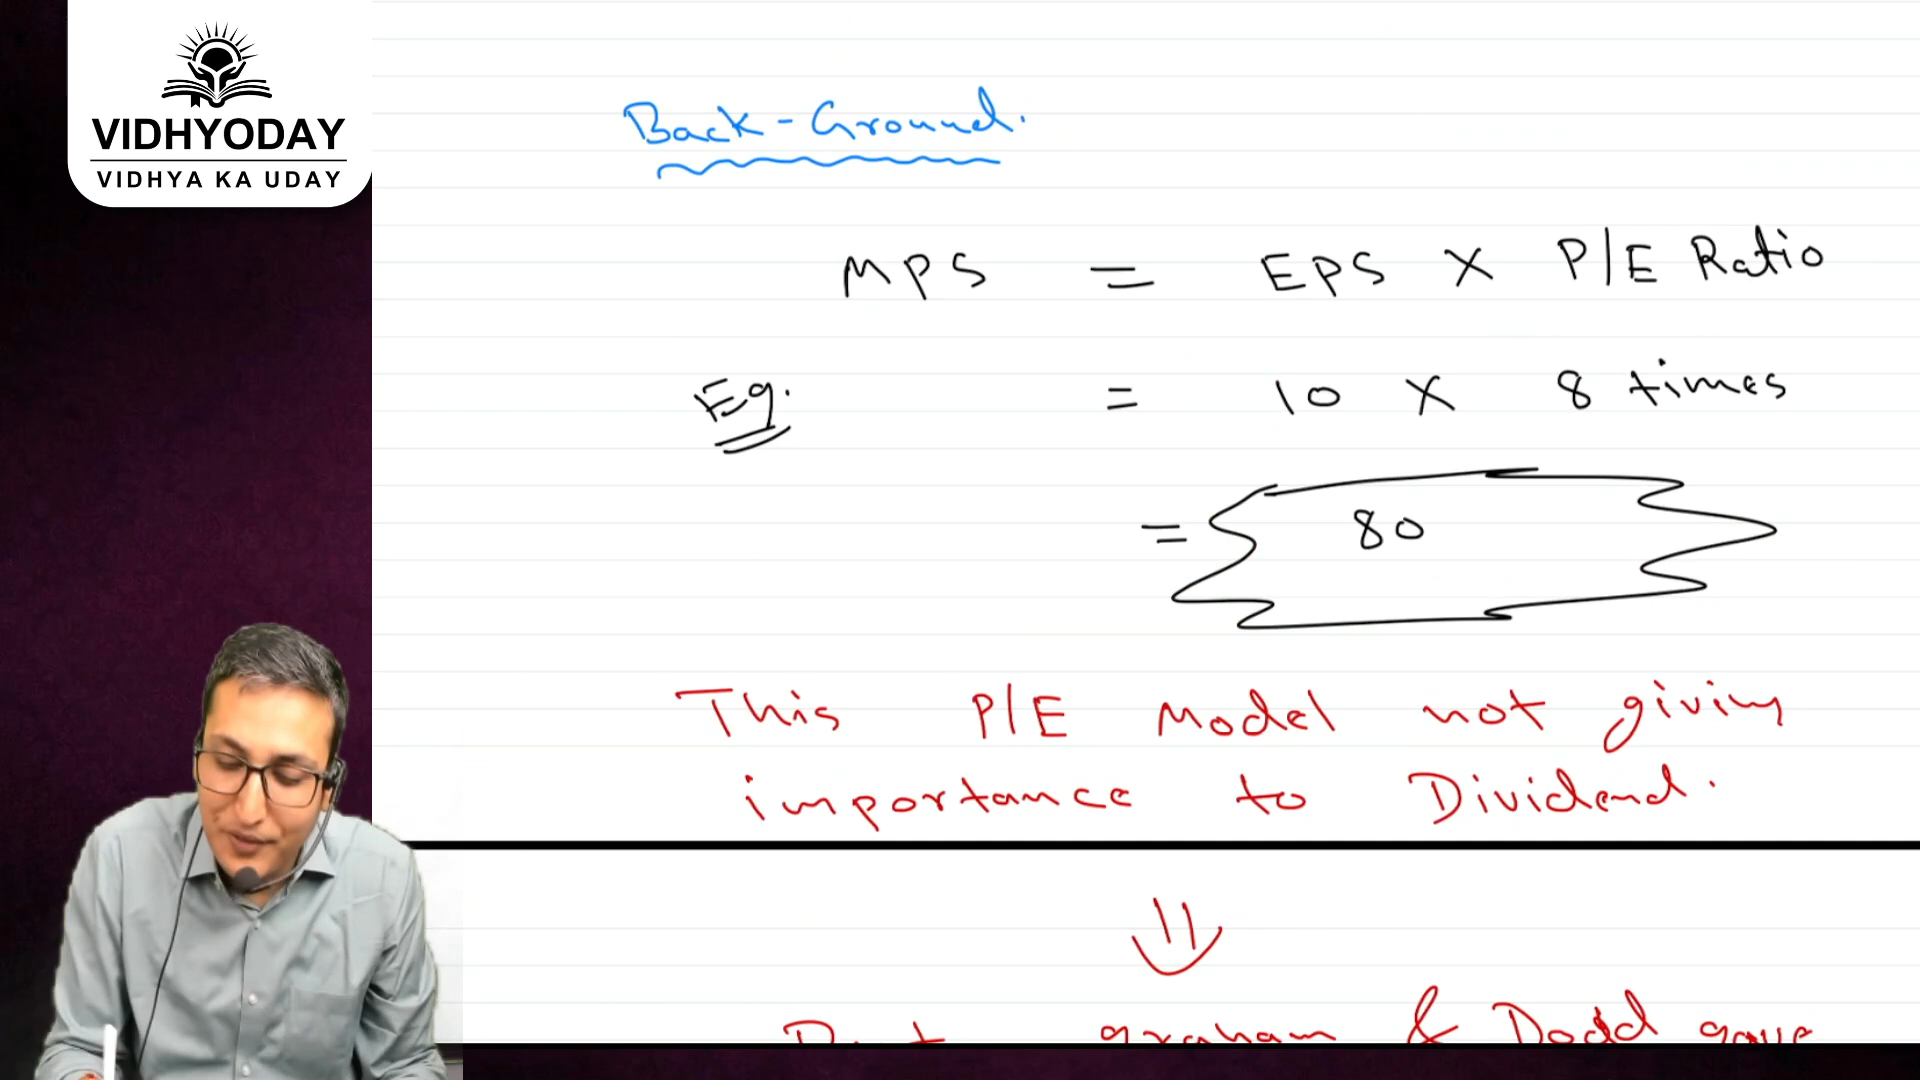 VIDHYODAY
VIDHYA KA UDAY
Back-Ground.
MPS = EPS X P/E Ratio
Eg. = 10 X 8 times
= 80
This P/E Model not giving
importance to Dividend.
But graham & Dodd gave